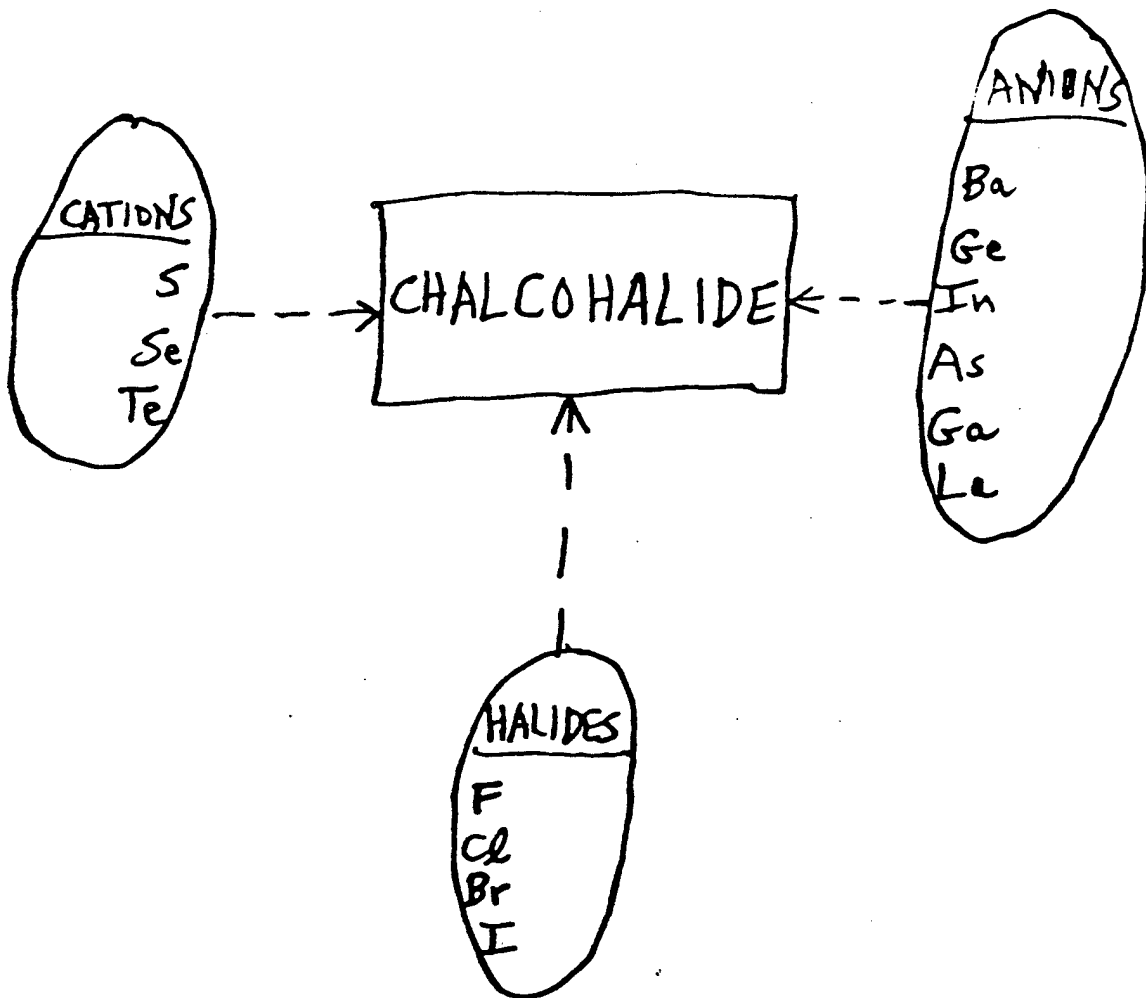 CATIONS
S
Se
Te
CHALCOHALIDE
ANIONS
Ba
Ge
In
As
Ga
La
HALIDES
F
Cl
Br
I